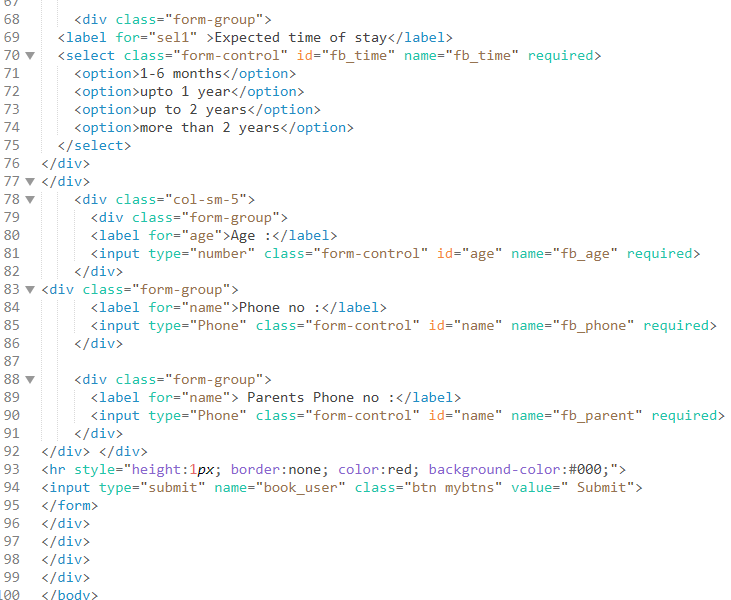 67
68 <div class="form-group">
69 <label for="sel1" >Expected time of stay</label>
70 <select class="form-control" id="fb_time" name="fb_time" required>
71 <option>1-6 months</option>
72 <option>upto 1 year</option>
73 <option>up to 2 years</option>
74 <option>more than 2 years</option>
75 </select>
76 </div>
77 </div>
78 <div class="col-sm-5">
79 <div class="form-group">
80 <label for="age">Age :</label>
81 <input type="number" class="form-control" id="age" name="fb_age" required>
82 </div>
83 <div class="form-group">
84 <label for="name">Phone no :</label>
85 <input type="Phone" class="form-control" id="name" name="fb_phone" required>
86 </div>
87
88 <div class="form-group">
89 <label for="name"> Parents Phone no :</label>
90 <input type="Phone" class="form-control" id="name" name="fb_parent" required>
91 </div>
92 </div> </div>
93 <hr style="height:1px; border:none; color:red; background-color:#000;">
94 <input type="submit" name="book_user" class="btn mybtns" value=" Submit">
95 </form>
96 </div>
97 </div>
98 </div>
99 </div>
100 </body>